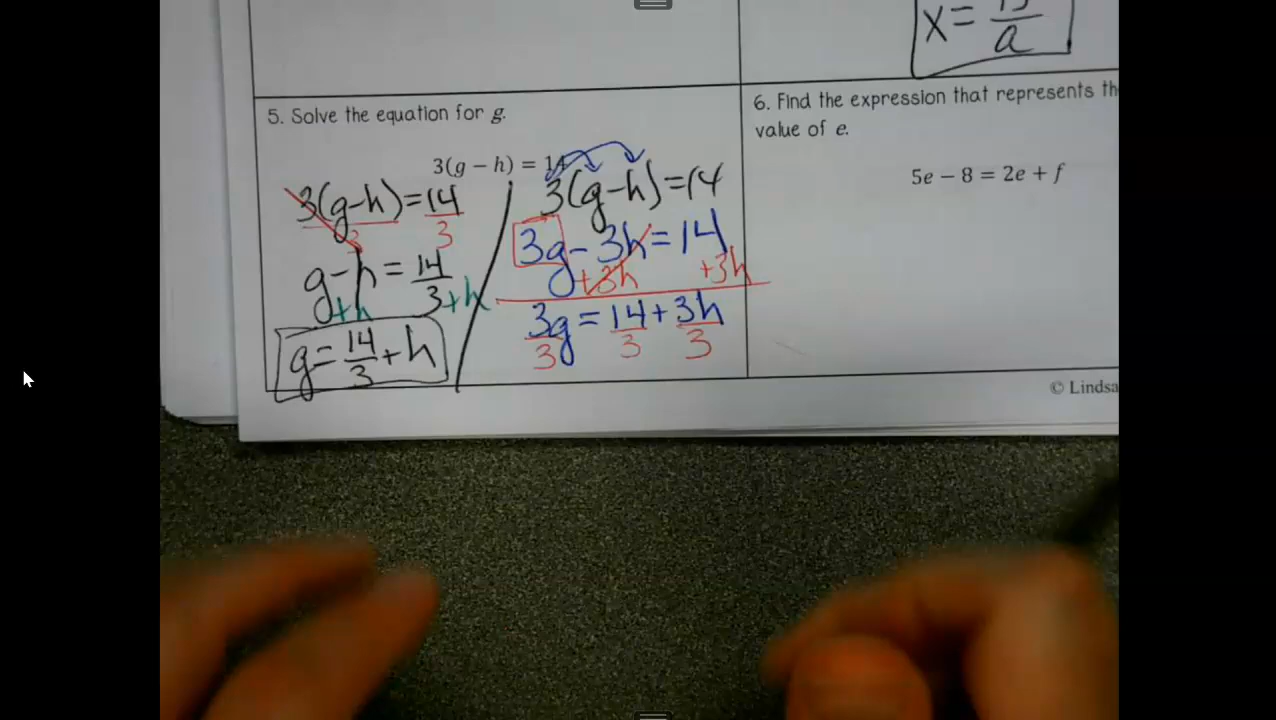 x = 
a
5. Solve the equation for g.
3(g − h) = 14
3(g-h)=14
3 3
g-h = 14/3
+h +h
g = 14/3 + h
3(g-h)=14
3g - 3h = 14
+3h +3h
3g = 14 + 3h
3 3 3
6. Find the expression that represents th
value of e.
5e − 8 = 2e + f
© Lindsa